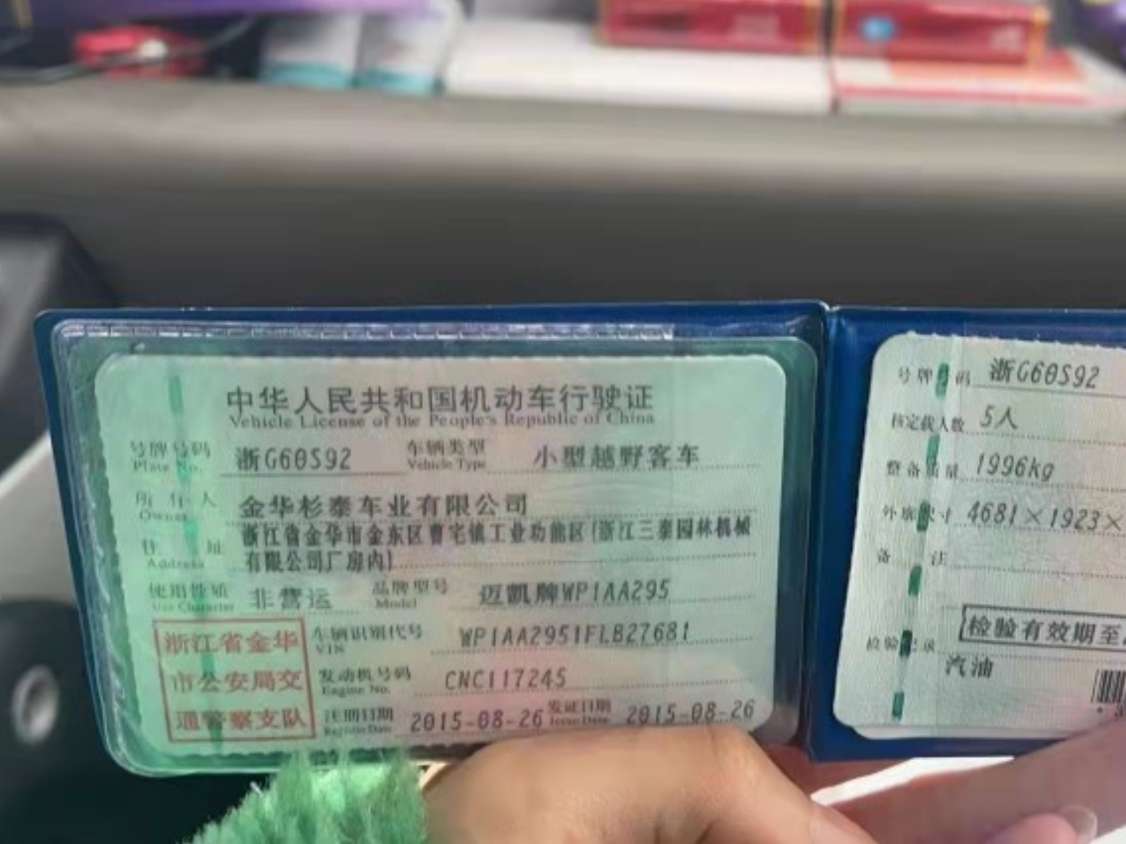 中华人民共和国机动车行驶证
Vehicle License of the People's Republic of China
号牌号码 浙G60S92 车辆类型 小型越野客车
Plate No. Vehicle Type
所有人 金华杉泰车业有限公司
Owner
浙江省金华市金东区曹宅镇工业功能区(浙江三泰园林机械
住址 有限公司厂房内)
Address
使用性质 非营运 品牌型号 迈凯牌WP1AA295
Use Character Model
浙江省金华 车辆识别代号 WP1AA2951FLB27681
VIN
市公安局交 发动机号码 CNC117245
Engine No.
通警察支队 注册日期 2015-08-26 发证日期 2015-08-26
Register Date Issue Date
号牌号码 浙G60S92
核定载人数 5人
整备质量 1996kg
外廓尺寸 4681×1923×
备注
检验有效期至
检验记录
汽油